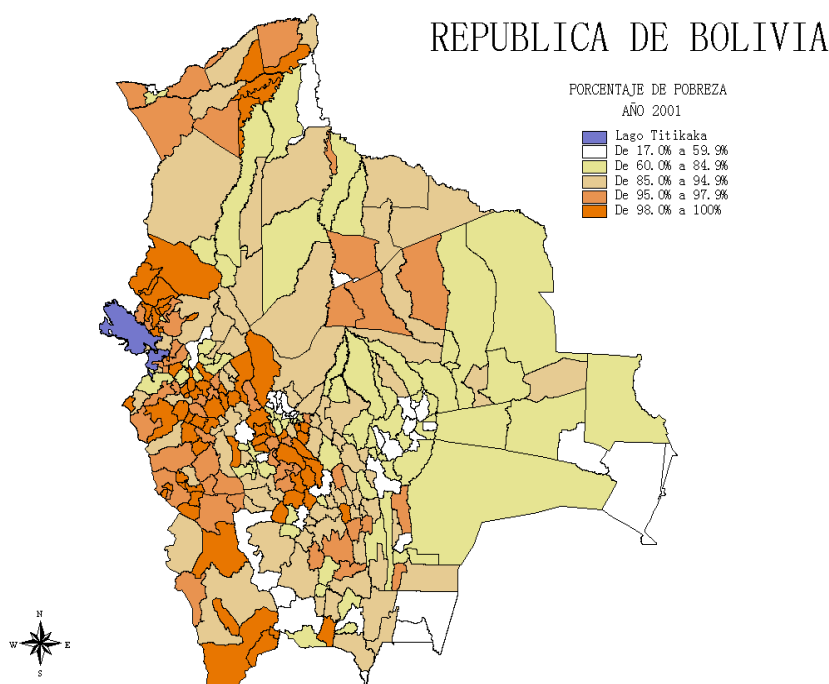 REPUBLICA DE BOLIVIA
PORCENTAJE DE POBREZA
AÑO 2001
Lago Titikaka
De 17.0% a 59.9%
De 60.0% a 84.9%
De 85.0% a 94.9%
De 95.0% a 97.9%
De 98.0% a 100%
N
W E
S